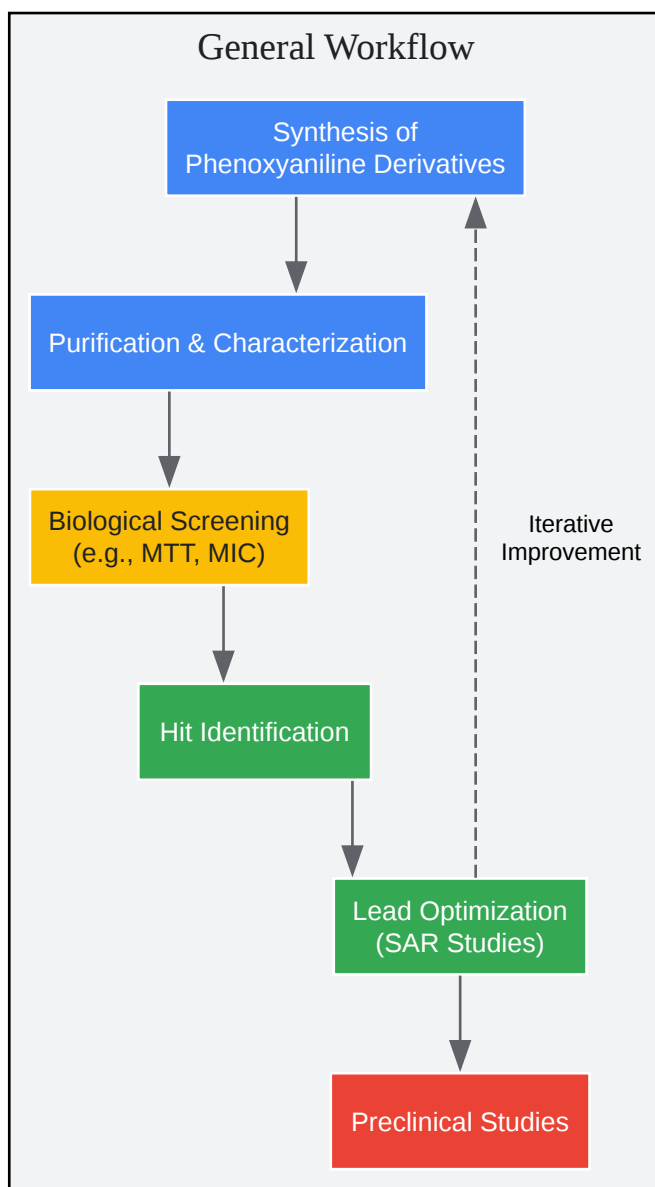 General Workflow
Synthesis of
Phenoxyaniline Derivatives
Purification & Characterization
Biological Screening
(e.g., MTT, MIC)
Iterative
Improvement
Hit Identification
Lead Optimization
(SAR Studies)
Preclinical Studies